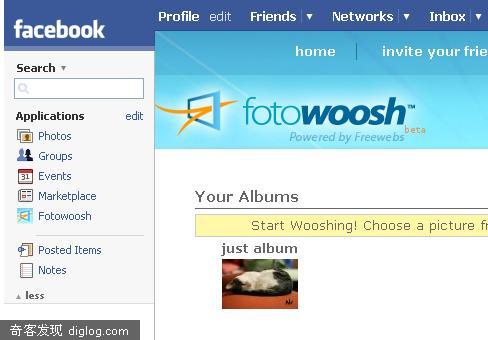 facebook
Profile edit Friends ▾ Networks ▾ Inbox ▾
home invite your frie
Search ▾
Applications edit
Photos
Groups
Events
31
Marketplace
Fotowoosh
Posted Items
Notes
▴ less
fotowoosh™
Powered by Freewebs
beta
Your Albums
Start Wooshing! Choose a picture fr
just album
奇客发现 diglog.com